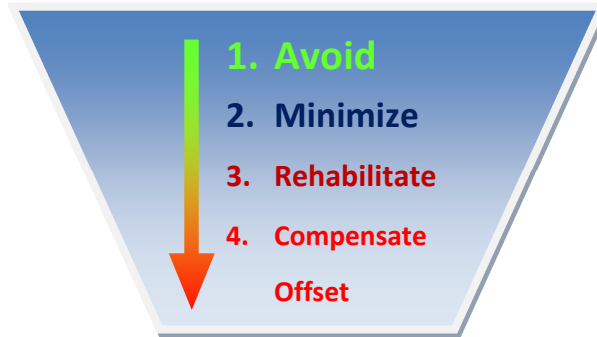 1. Avoid
2. Minimize
3. Rehabilitate
4. Compensate
Offset